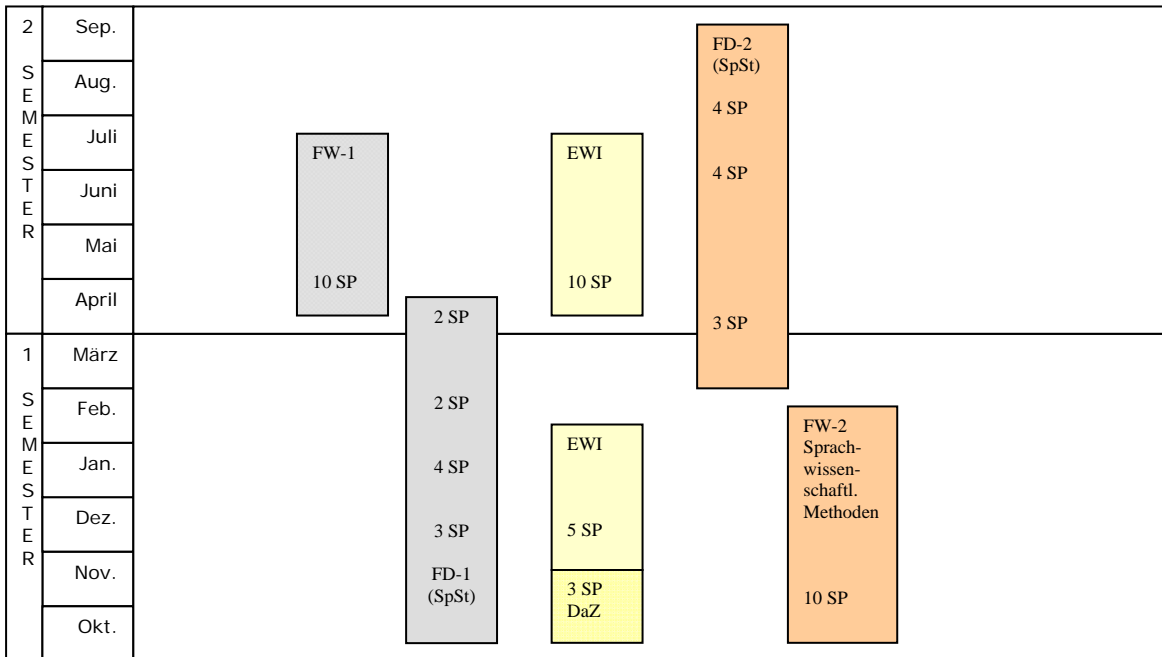 2
SEMESTER
Sep.
Aug.
Juli
Juni
Mai
April
1
SEMESTER
März
Feb.
Jan.
Dez.
Nov.
Okt.
FW-1
10 SP
2 SP
2 SP
4 SP
3 SP
FD-1
(SpSt)
EWI
10 SP
EWI
5 SP
3 SP
DaZ
FD-2
(SpSt)
4 SP
4 SP
3 SP
FW-2
Sprach-
wissen-
schaftl.
Methoden
10 SP